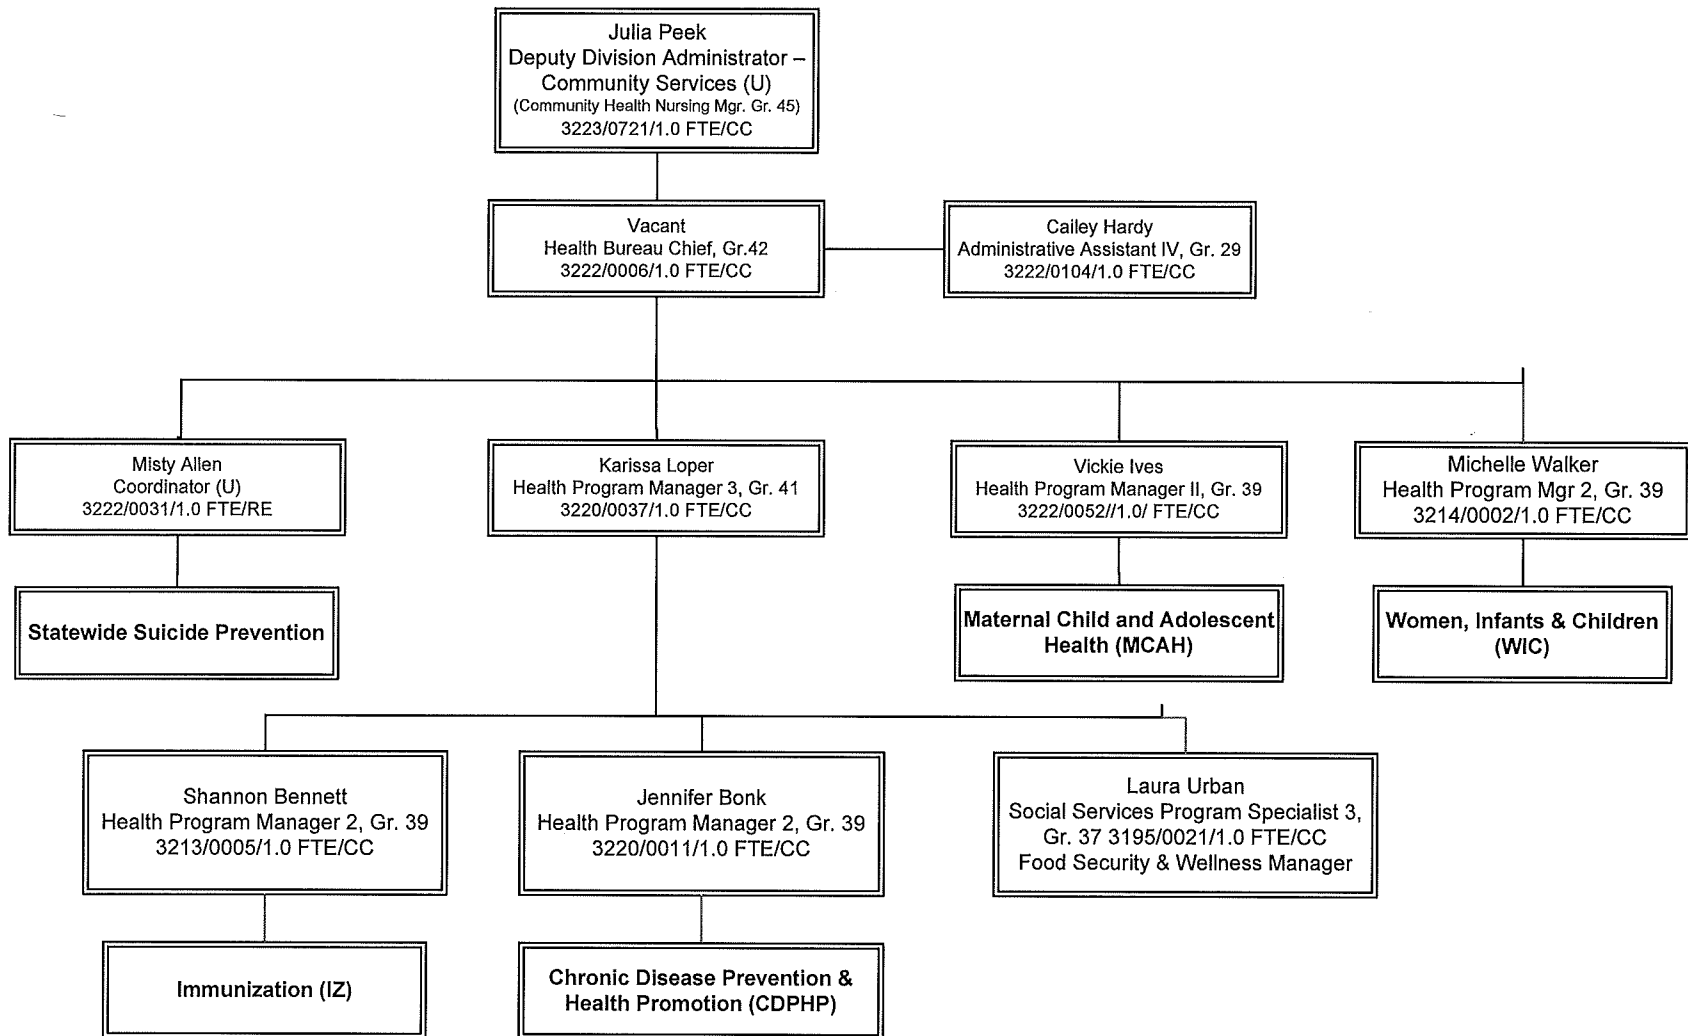 Julia Peek
Deputy Division Administrator –
Community Services (U)
(Community Health Nursing Mgr. Gr. 45)
3223/0721/1.0 FTE/CC
Vacant
Health Bureau Chief, Gr.42
3222/0006/1.0 FTE/CC
Cailey Hardy
Administrative Assistant IV, Gr. 29
3222/0104/1.0 FTE/CC
Misty Allen
Coordinator (U)
3222/0031/1.0 FTE/RE
Karissa Loper
Health Program Manager 3, Gr. 41
3220/0037/1.0 FTE/CC
Vickie Ives
Health Program Manager II, Gr. 39
3222/0052//1.0/ FTE/CC
Michelle Walker
Health Program Mgr 2, Gr. 39
3214/0002/1.0 FTE/CC
Statewide Suicide Prevention
Maternal Child and Adolescent
Health (MCAH)
Women, Infants & Children
(WIC)
Shannon Bennett
Health Program Manager 2, Gr. 39
3213/0005/1.0 FTE/CC
Jennifer Bonk
Health Program Manager 2, Gr. 39
3220/0011/1.0 FTE/CC
Laura Urban
Social Services Program Specialist 3,
Gr. 37 3195/0021/1.0 FTE/CC
Food Security & Wellness Manager
Immunization (IZ)
Chronic Disease Prevention &
Health Promotion (CDPHP)